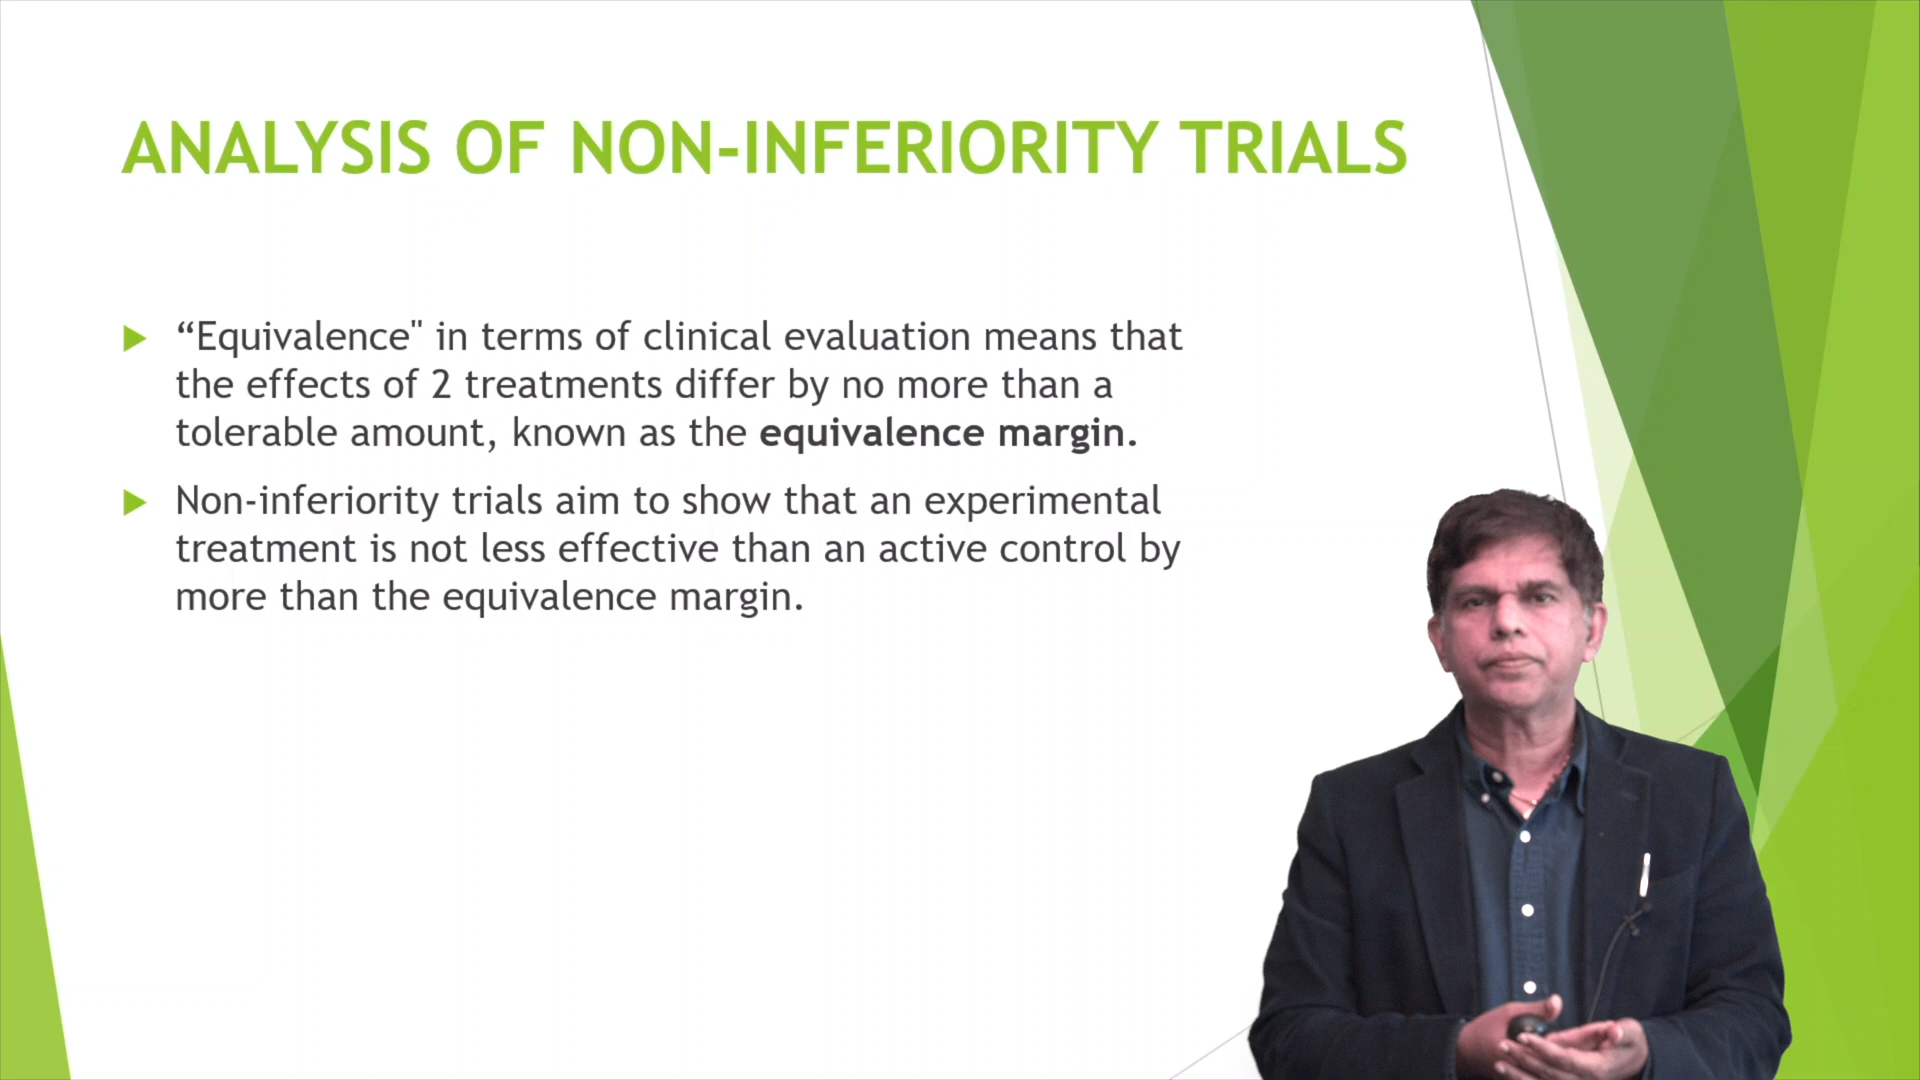 ANALYSIS OF NON-INFERIORITY TRIALS
“Equivalence" in terms of clinical evaluation means that
the effects of 2 treatments differ by no more than a
tolerable amount, known as the equivalence margin.
Non-inferiority trials aim to show that an experimental
treatment is not less effective than an active control by
more than the equivalence margin.